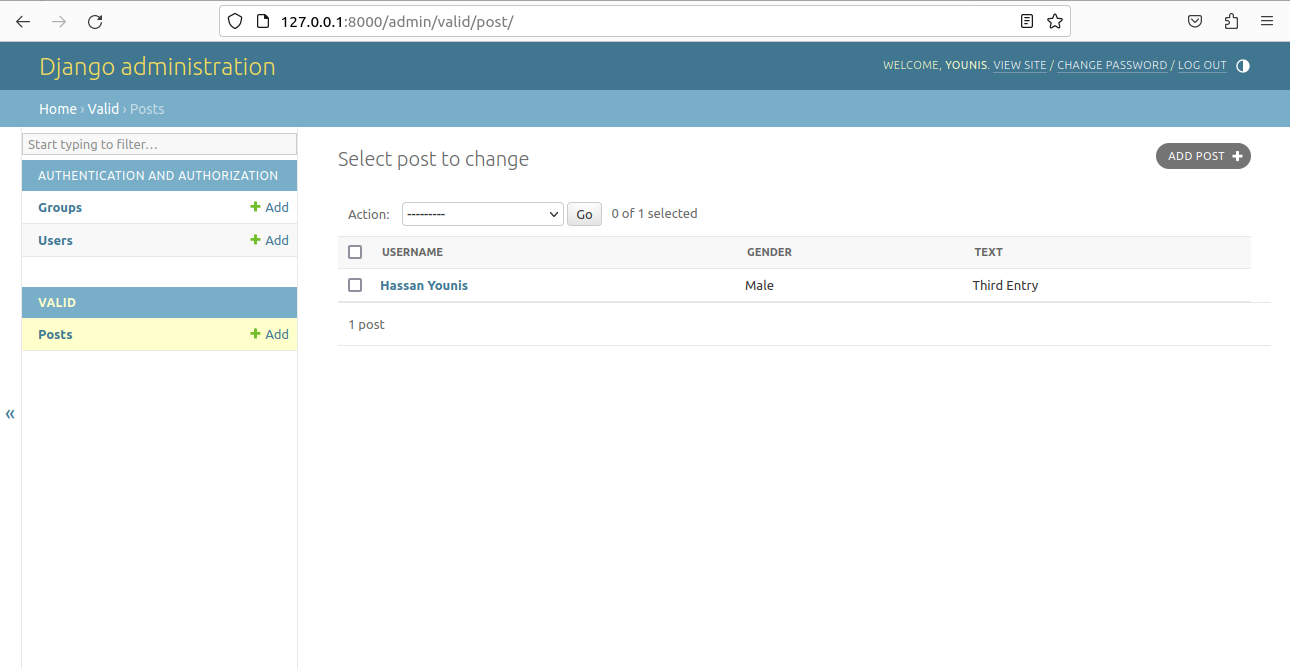 127.0.0.1:8000/admin/valid/post/
Django administration
WELCOME, YOUNIS. VIEW SITE / CHANGE PASSWORD / LOG OUT
Home › Valid › Posts
Start typing to filter…
AUTHENTICATION AND AUTHORIZATION
Groups + Add
Users + Add
VALID
Posts + Add
«
Select post to change
ADD POST +
Action: --------- Go 0 of 1 selected
USERNAME GENDER TEXT
Hassan Younis Male Third Entry
1 post